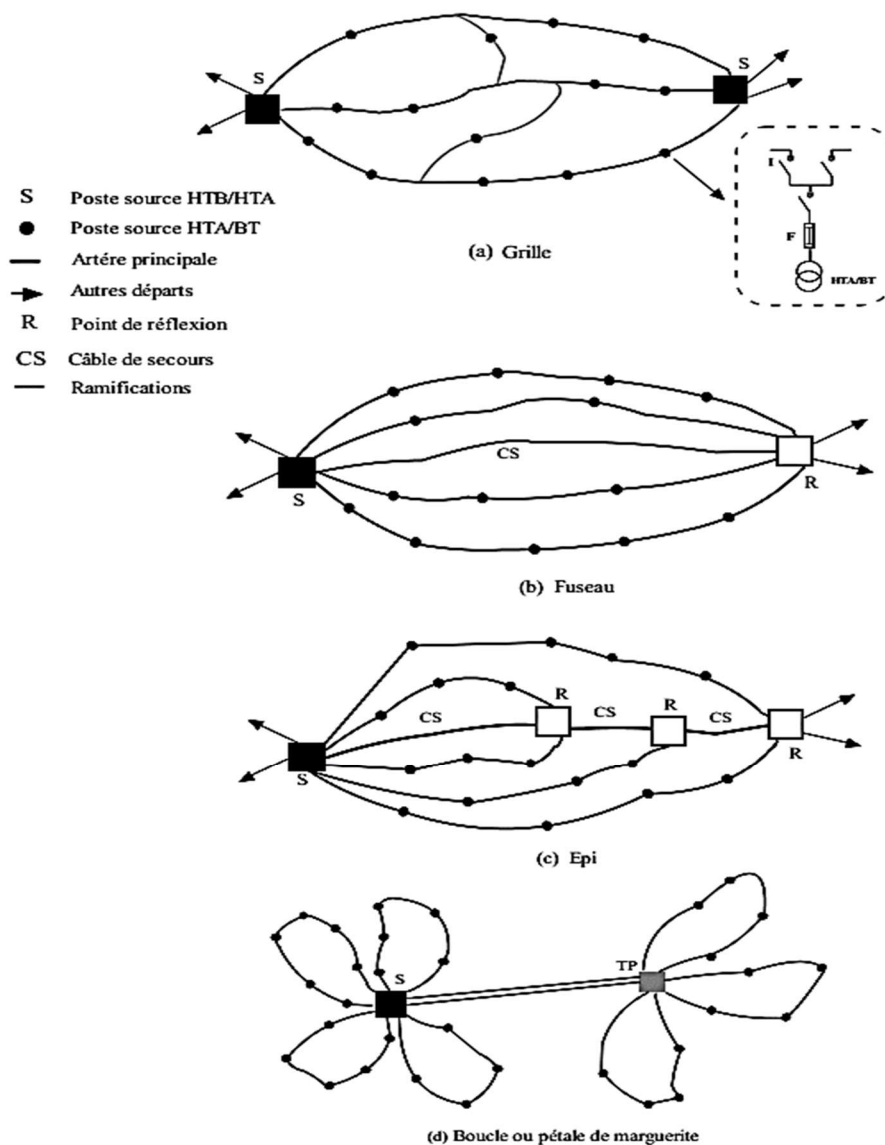 S
S
I
F
HTA/BT
(a) Grille
S Poste source HTB/HTA
Poste source HTA/BT
Artére principale
Autres départs
R Point de réflexion
CS Câble de secours
Ramifications
CS
S
R
(b) Fuseau
R
CS
CS
R
CS
S
R
(c) Epi
S
TP
(d) Boucle ou pétale de marguerite